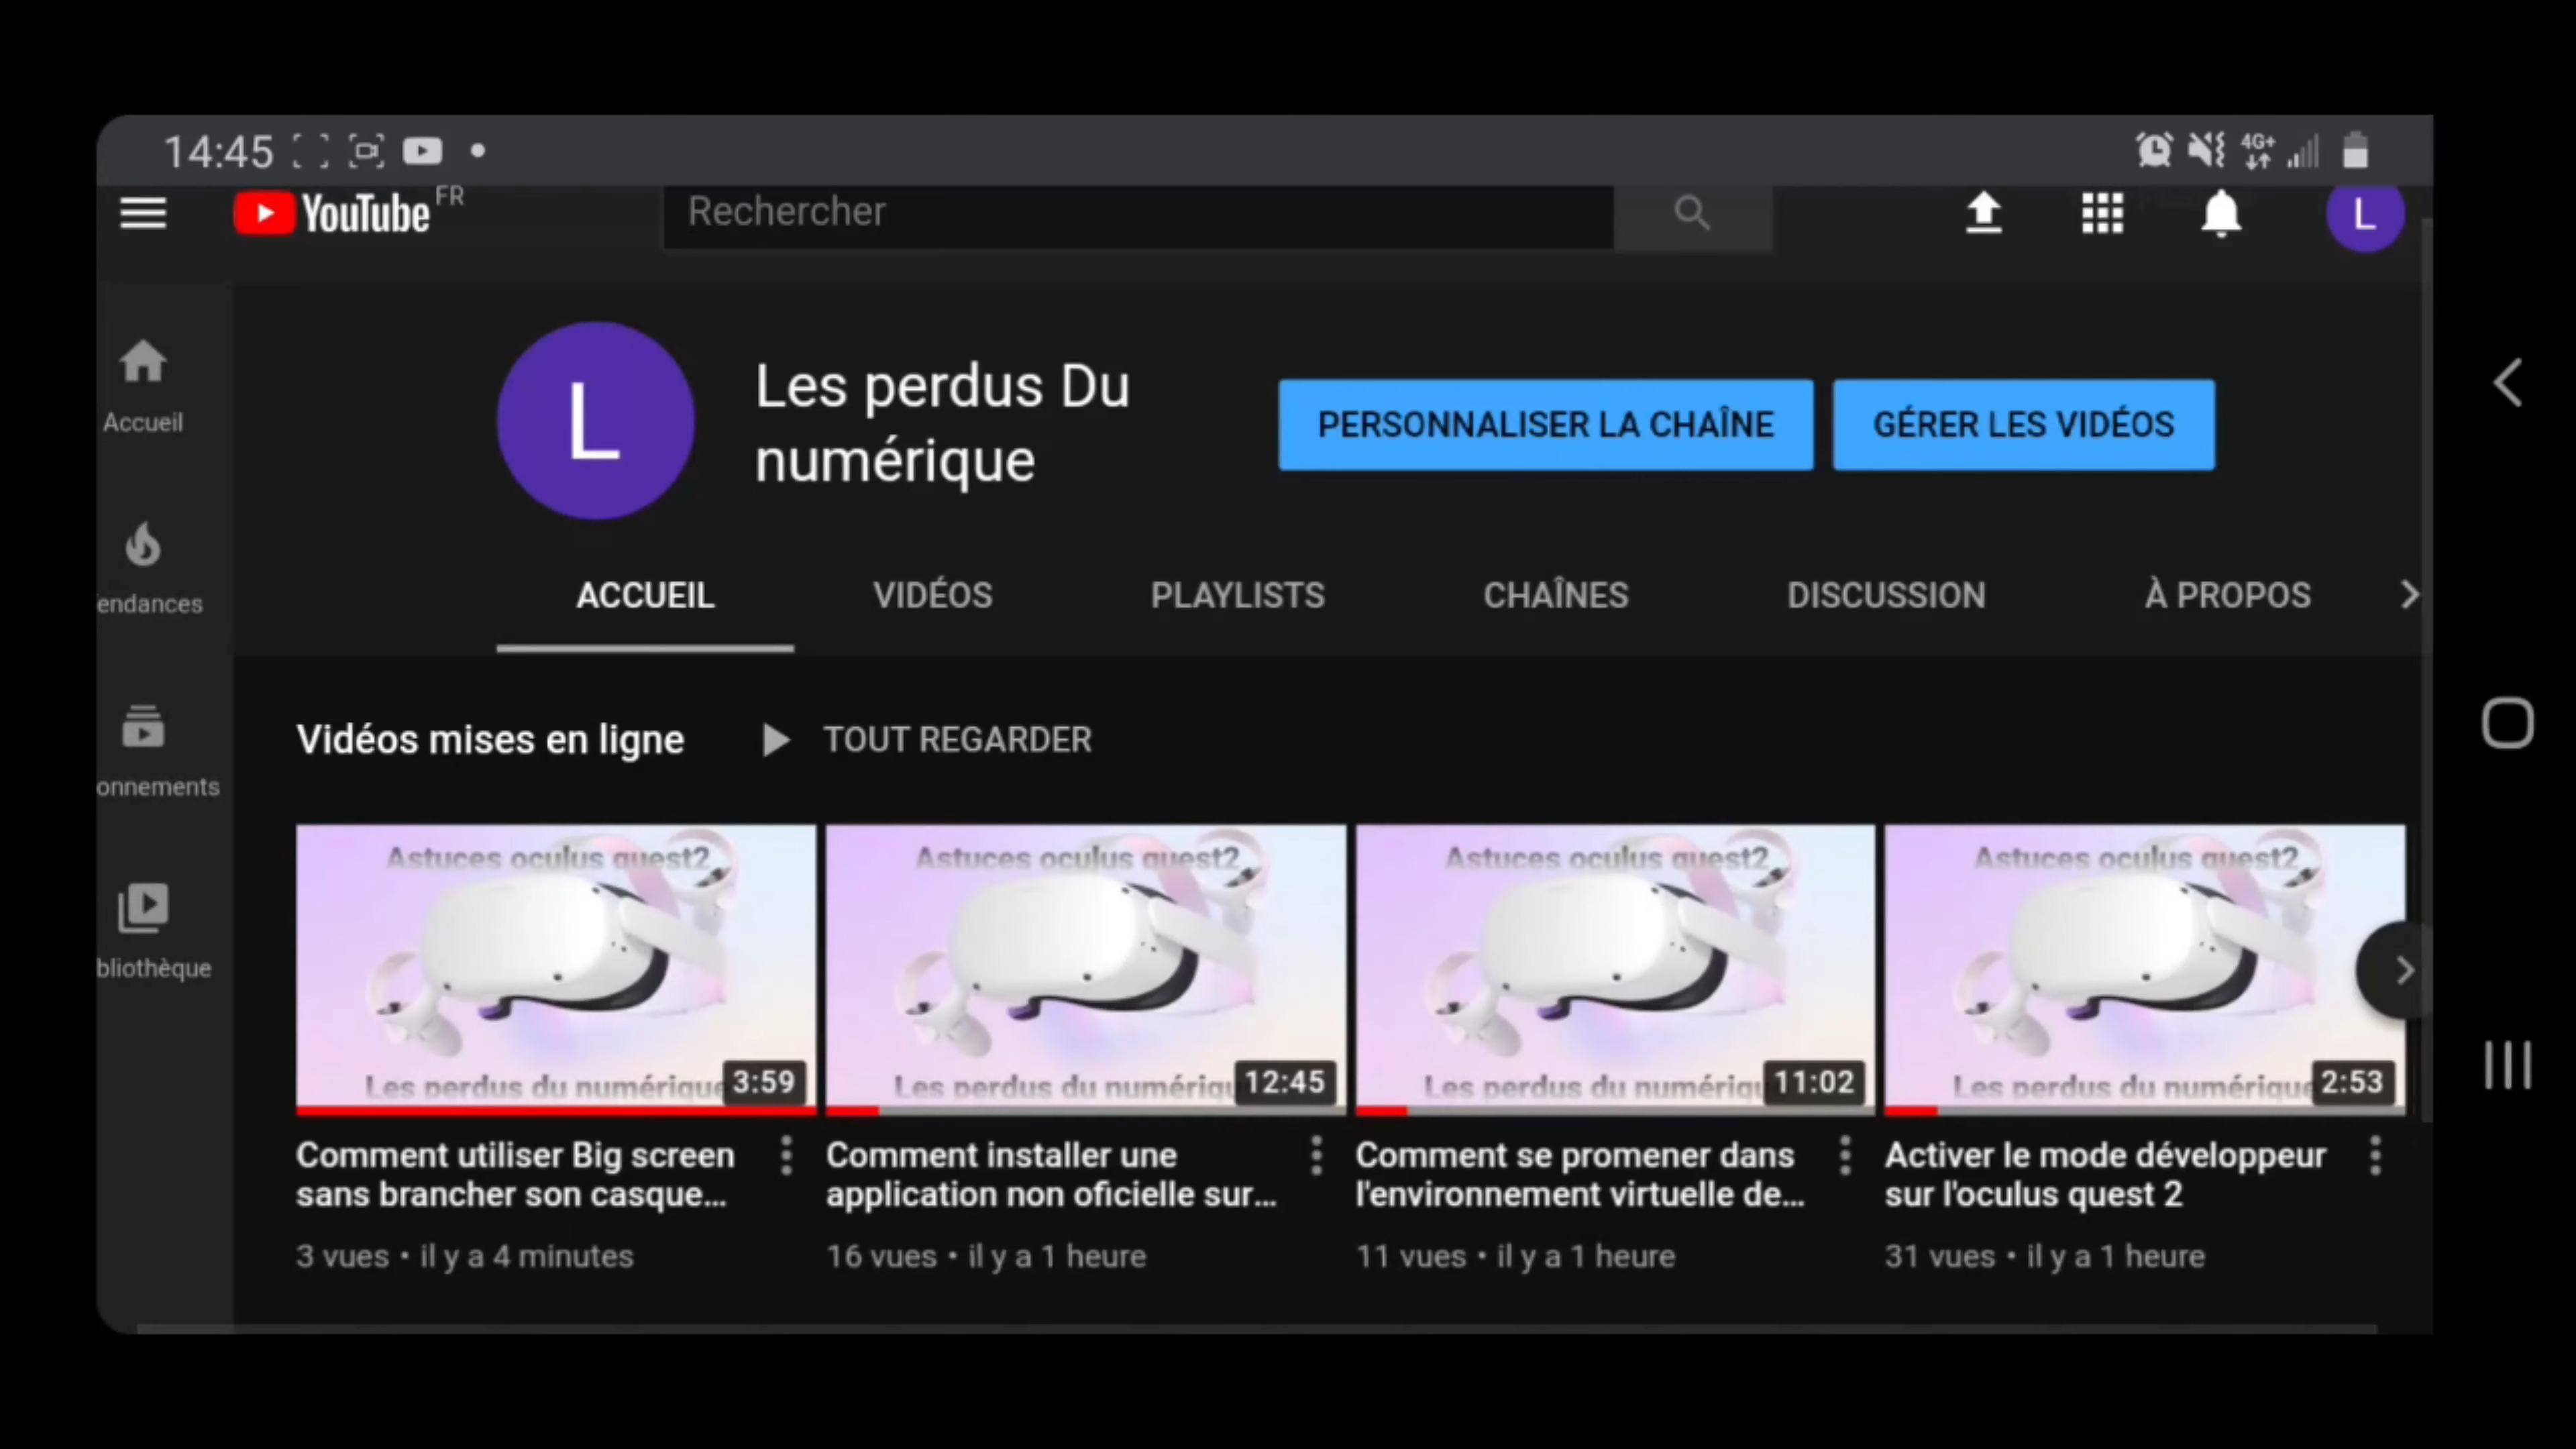 14:45
4G+
YouTube FR
Rechercher
L
Accueil
endances
onnements
bliothèque
L
Les perdus Du
numérique
PERSONNALISER LA CHAÎNE
GÉRER LES VIDÉOS
ACCUEIL
VIDÉOS
PLAYLISTS
CHAÎNES
DISCUSSION
À PROPOS
Vidéos mises en ligne
TOUT REGARDER
Astuces oculus quest2
Les perdus du numérique
3:59
Comment utiliser Big screen
sans brancher son casque...
3 vues • il y a 4 minutes
Astuces oculus quest2
Les perdus du numériqu
12:45
Comment installer une
application non oficielle sur...
16 vues • il y a 1 heure
Astuces oculus quest2
Les perdus du numériqu
11:02
Comment se promener dans
l'environnement virtuelle de...
11 vues • il y a 1 heure
Astuces oculus quest2
Les perdus du numérique
2:53
Activer le mode développeur
sur l'oculus quest 2
31 vues • il y a 1 heure